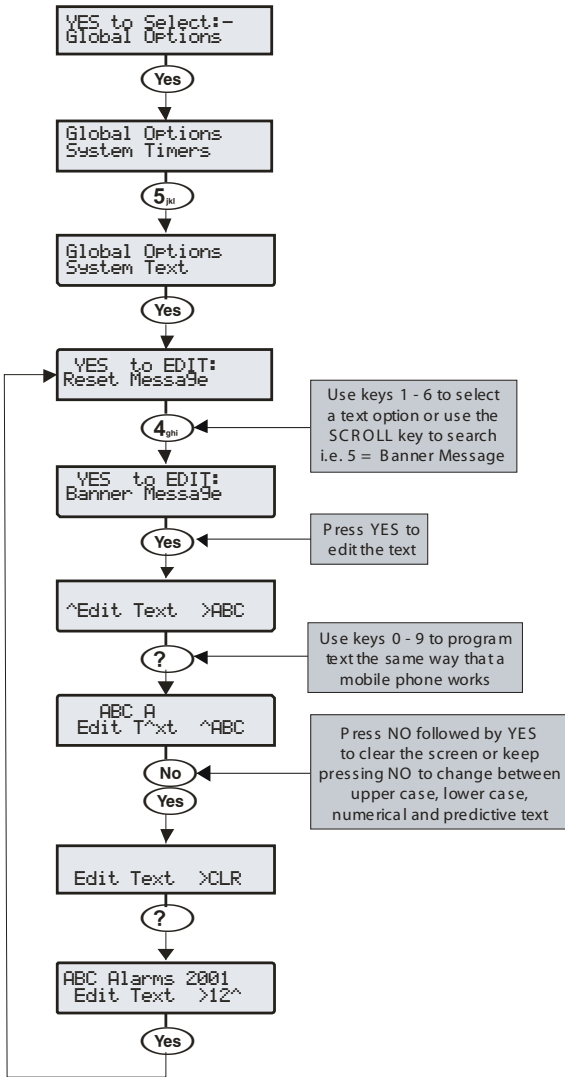 YES to Select:-
Global Options
Yes
Global Options
System Timers
5jkl
Global Options
System Text
Yes
YES to EDIT:
Reset Message
4ghi
Use keys 1 - 6 to select
a text option or use the
SCROLL key to search
i.e. 5 = Banner Message
YES to EDIT:
Banner Message
Yes
Press YES to
edit the text
^Edit Text >ABC
?
Use keys 0 - 9 to program
text the same way that a
mobile phone works
ABC A
Edit T^xt ^ABC
No
Yes
Press NO followed by YES
to clear the screen or keep
pressing NO to change between
upper case, lower case,
numerical and predictive text
Edit Text >CLR
?
ABC Alarms 2001
Edit Text >12^
Yes